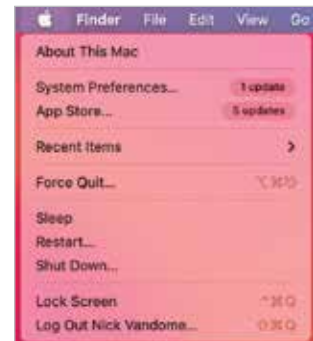 Finder File Edit View Go
About This Mac
System Preferences... 1 update
App Store... 5 updates
Recent Items >
Force Quit...
Sleep
Restart...
Shut Down...
Lock Screen ^⌘Q
Log Out Nick Vandome... ⇧⌘Q